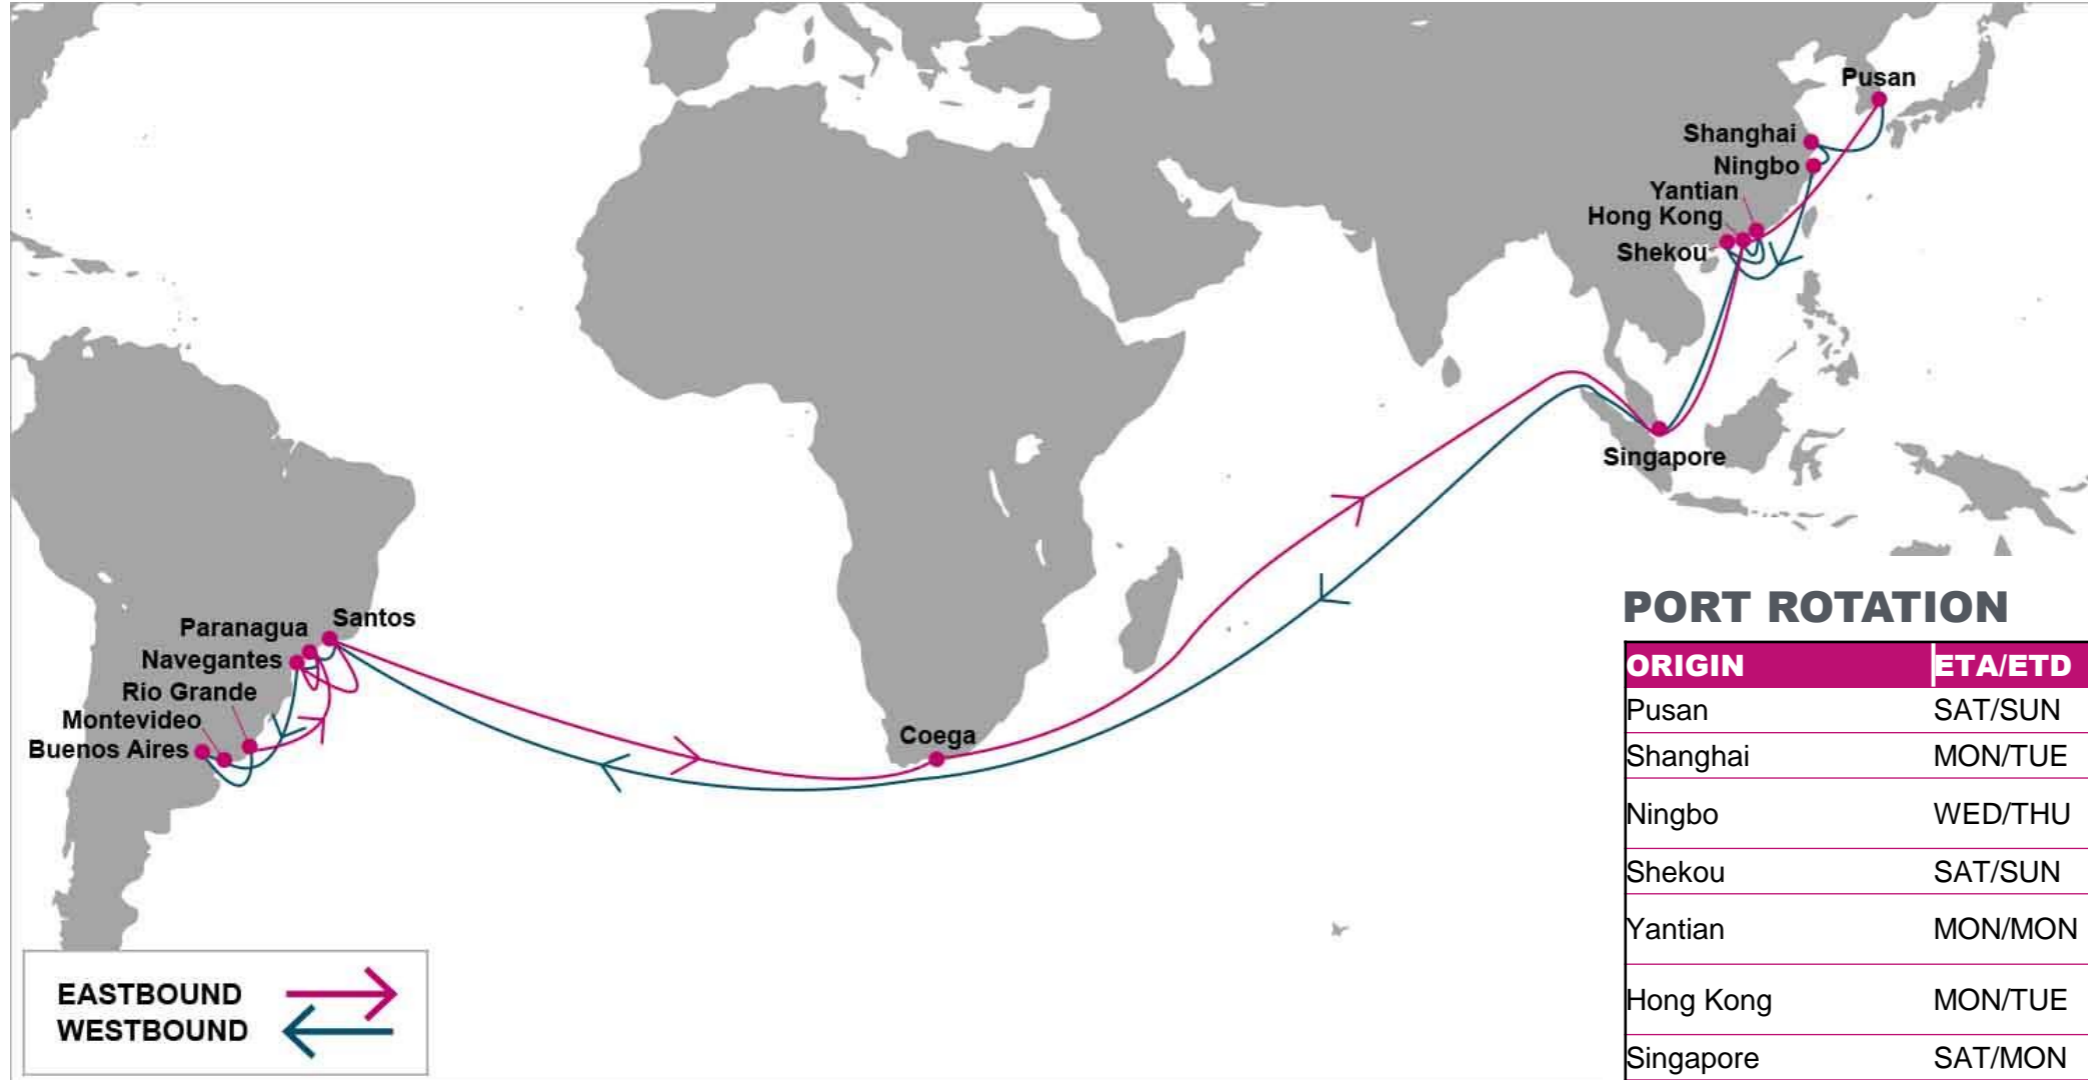 Pusan
Shanghai
Ningbo
Yantian
Hong Kong
Shekou
Singapore
Santos
Paranagua
Navegantes
Rio Grande
Montevideo
Buenos Aires
Coega
EASTBOUND
WESTBOUND
PORT ROTATION
ORIGIN ETA/ETD
Pusan SAT/SUN
Shanghai MON/TUE
Ningbo WED/THU
Shekou SAT/SUN
Yantian MON/MON
Hong Kong MON/TUE
Singapore SAT/MON